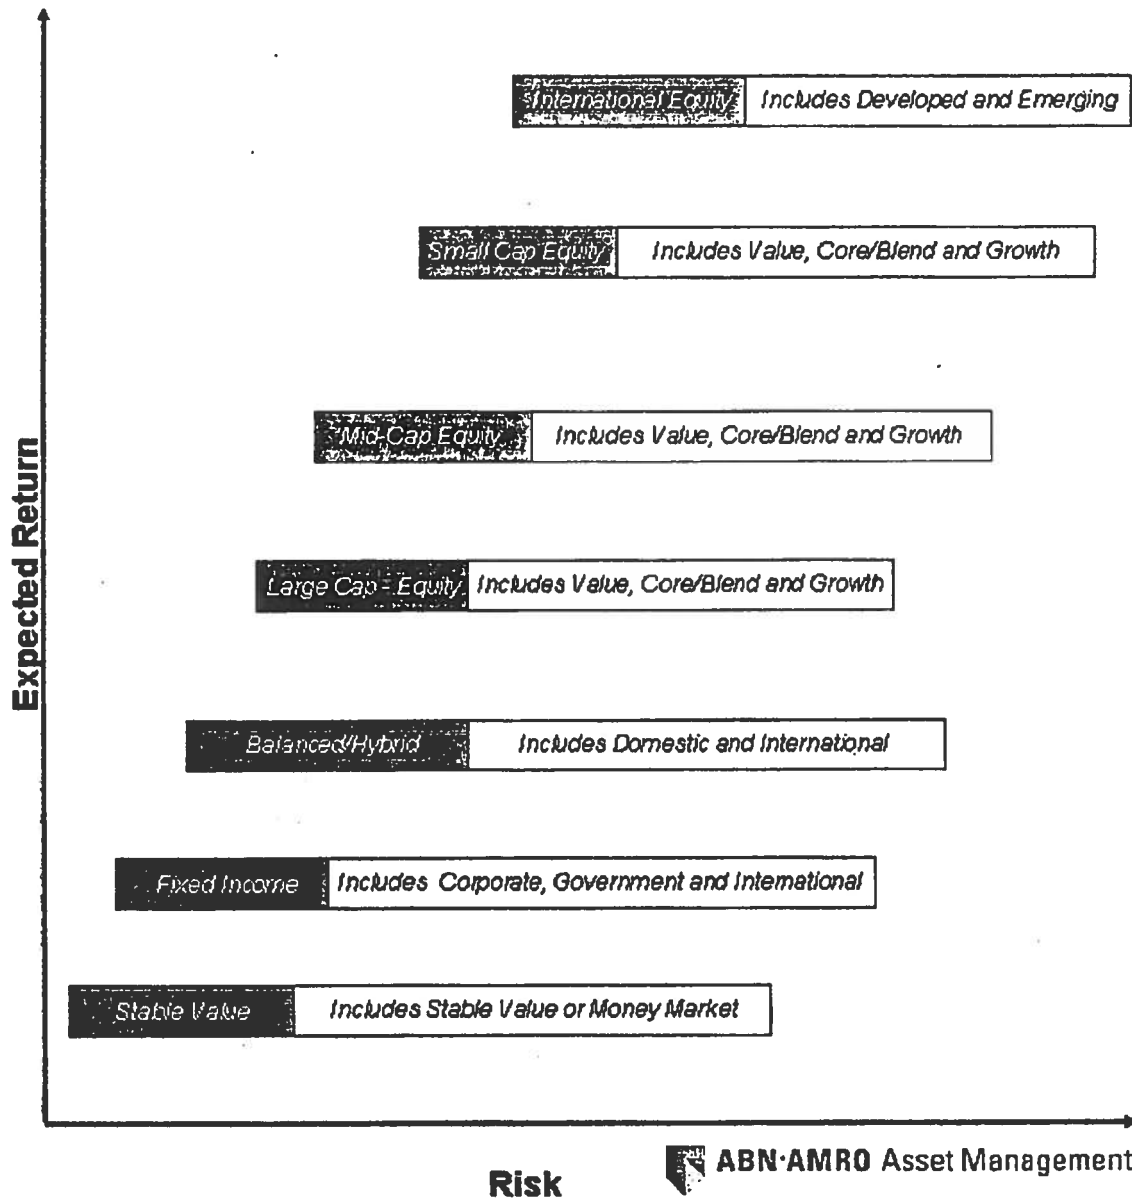 International Equity Includes Developed and Emerging
Small Cap Equity Includes Value, Core/Blend and Growth
Mid-Cap Equity Includes Value, Core/Blend and Growth
Expected Return
Large Cap - Equity Includes Value, Core/Blend and Growth
Balanced/Hybrid Includes Domestic and International
Fixed Income Includes Corporate, Government and International
Stable Value Includes Stable Value or Money Market
Risk
ABN·AMRO Asset Management